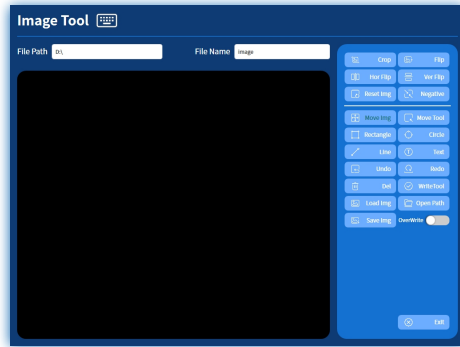 Image Tool
File Path D:\ File Name image
Crop Flip
Hor Flip Ver Flip
Reset Img Negative
Move Img Move Tool
Rectangle Circle
Line Text
Undo Redo
Del WriteTool
Load Img Open Path
Save Img OverWrite
Exit